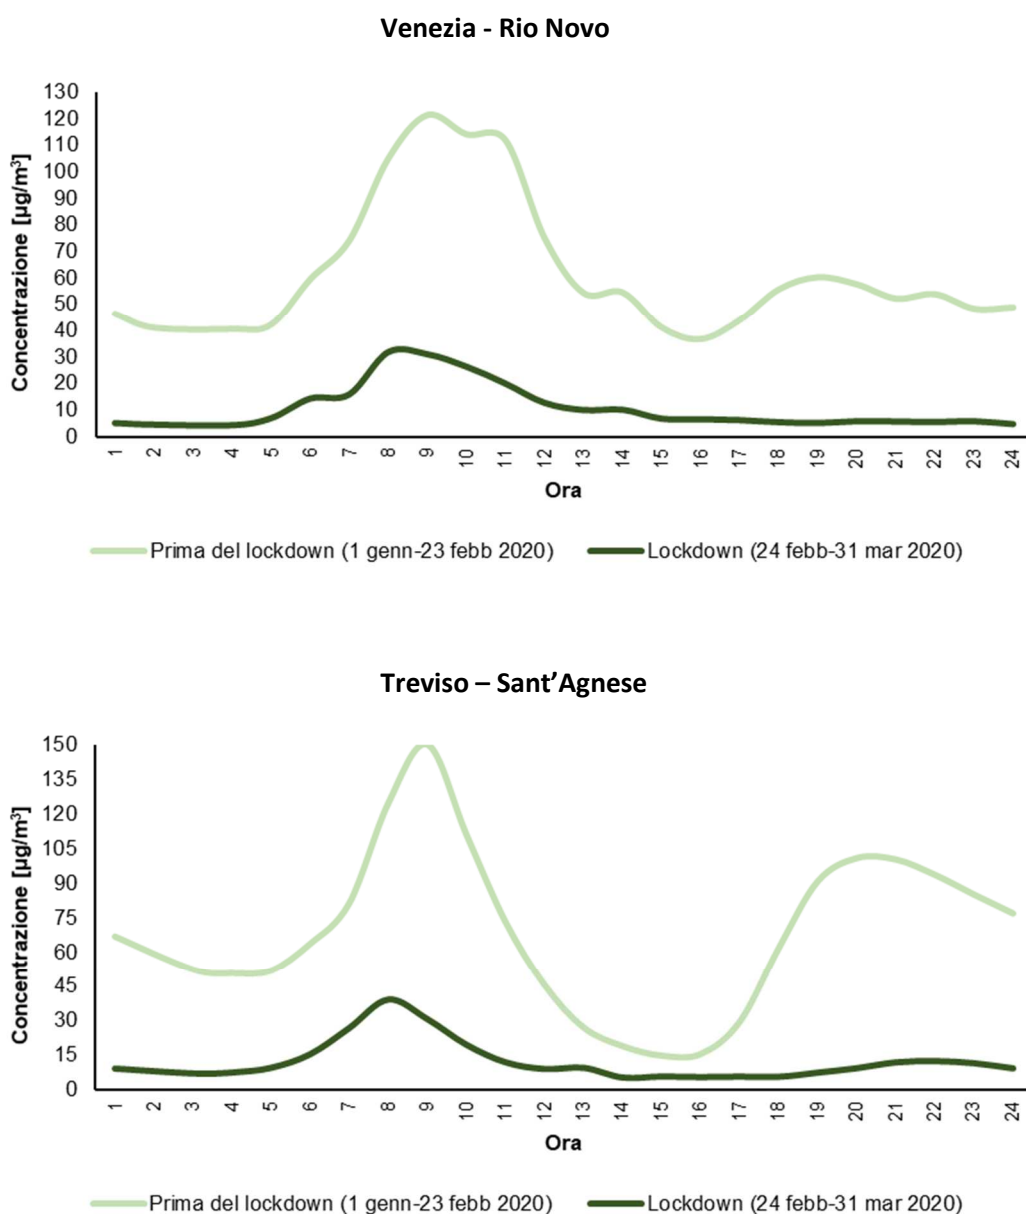 Venezia - Rio Novo
130
120
110
100
90
80
70
60
50
40
30
20
10
0
Concentrazione [µg/m³]
1 2 3 4 5 6 7 8 9 10 11 12 13 14 15 16 17 18 19 20 21 22 23 24
Ora
Prima del lockdown (1 genn-23 febb 2020) Lockdown (24 febb-31 mar 2020)
Treviso – Sant’Agnese
150
135
120
105
90
75
60
45
30
15
0
Concentrazione [µg/m³]
1 2 3 4 5 6 7 8 9 10 11 12 13 14 15 16 17 18 19 20 21 22 23 24
Ora
Prima del lockdown (1 genn-23 febb 2020) Lockdown (24 febb-31 mar 2020)